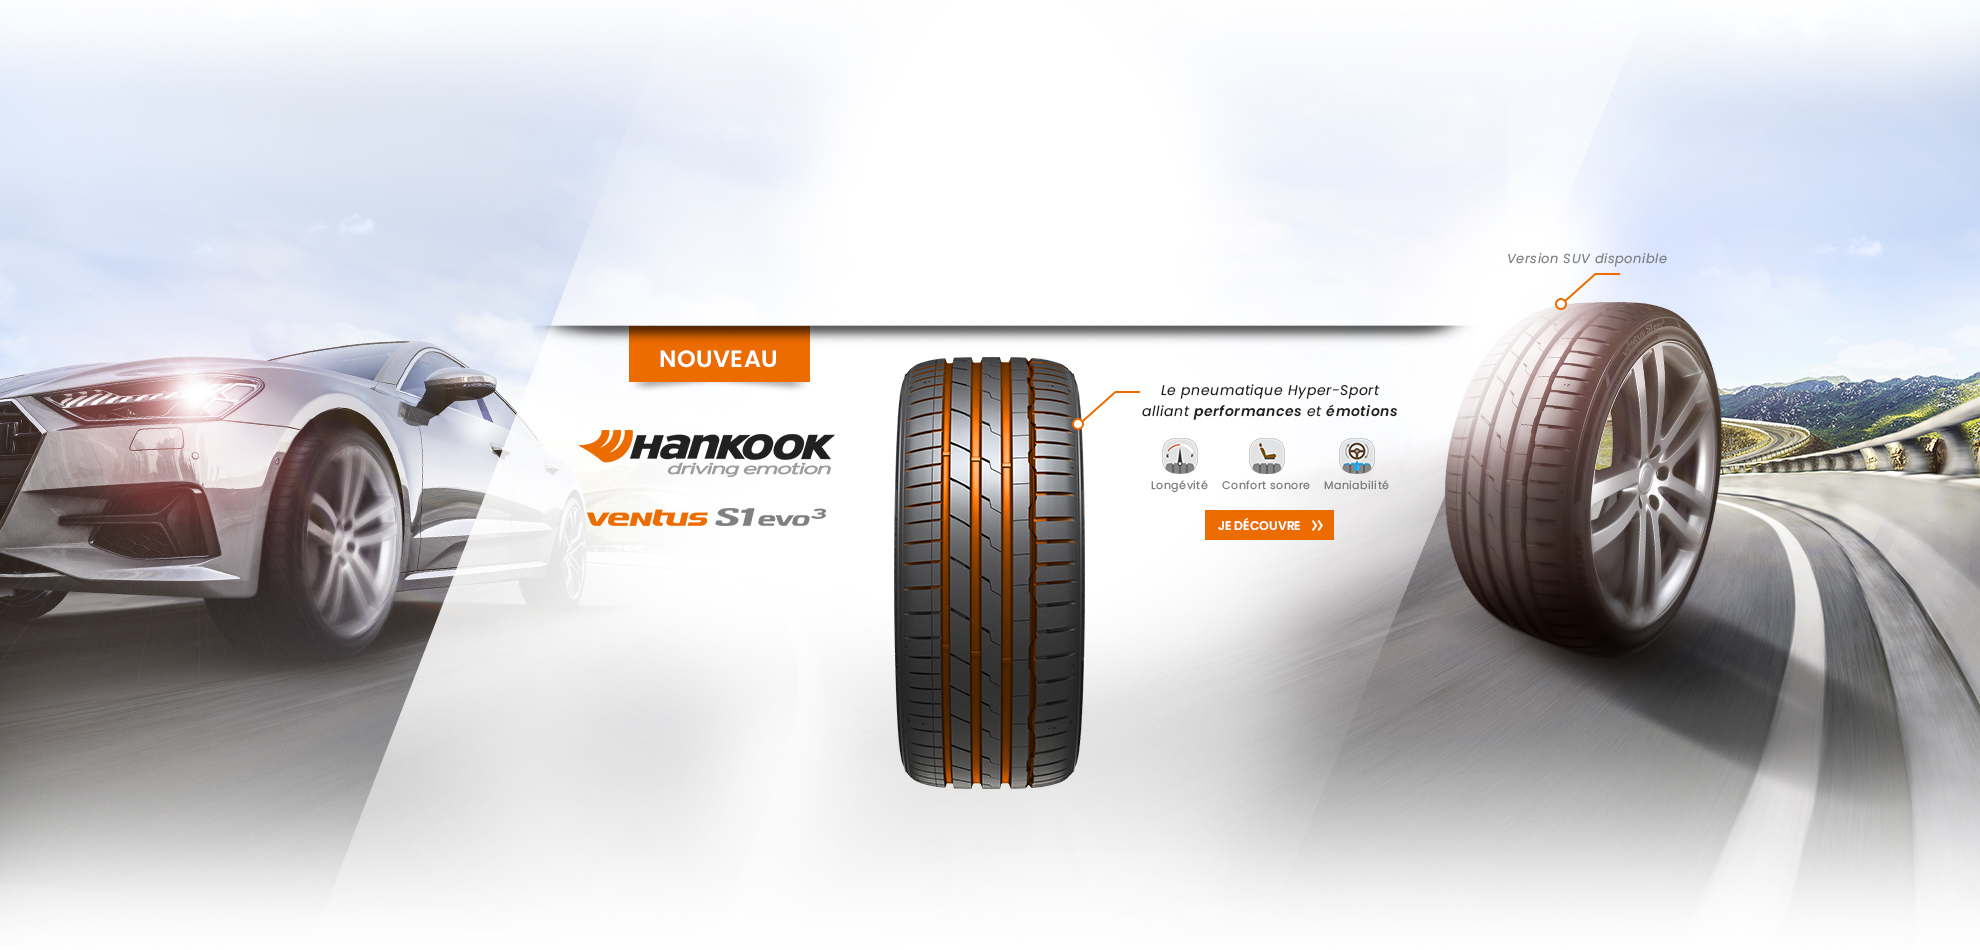 Version SUV disponible
NOUVEAU
Le pneumatique Hyper-Sport
alliant performances et émotions
HANKOOK
driving emotion
Longévité Confort sonore Maniabilité
ventus S1 evo³
JE DÉCOUVRE